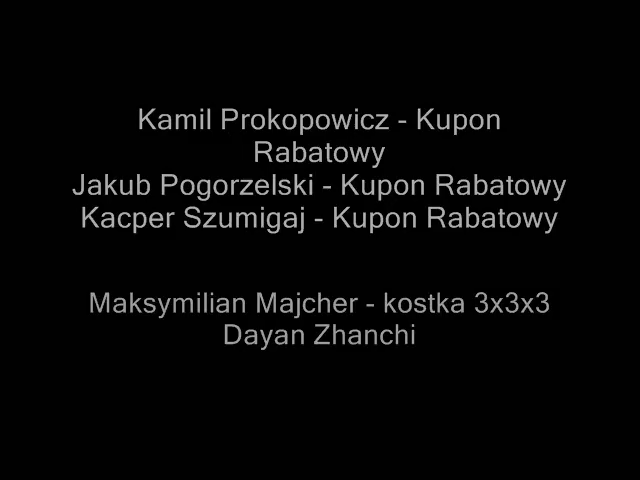 Kamil Prokopowicz - Kupon
Rabatowy
Jakub Pogorzelski - Kupon Rabatowy
Kacper Szumigaj - Kupon Rabatowy
Maksymilian Majcher - kostka 3x3x3
Dayan Zhanchi